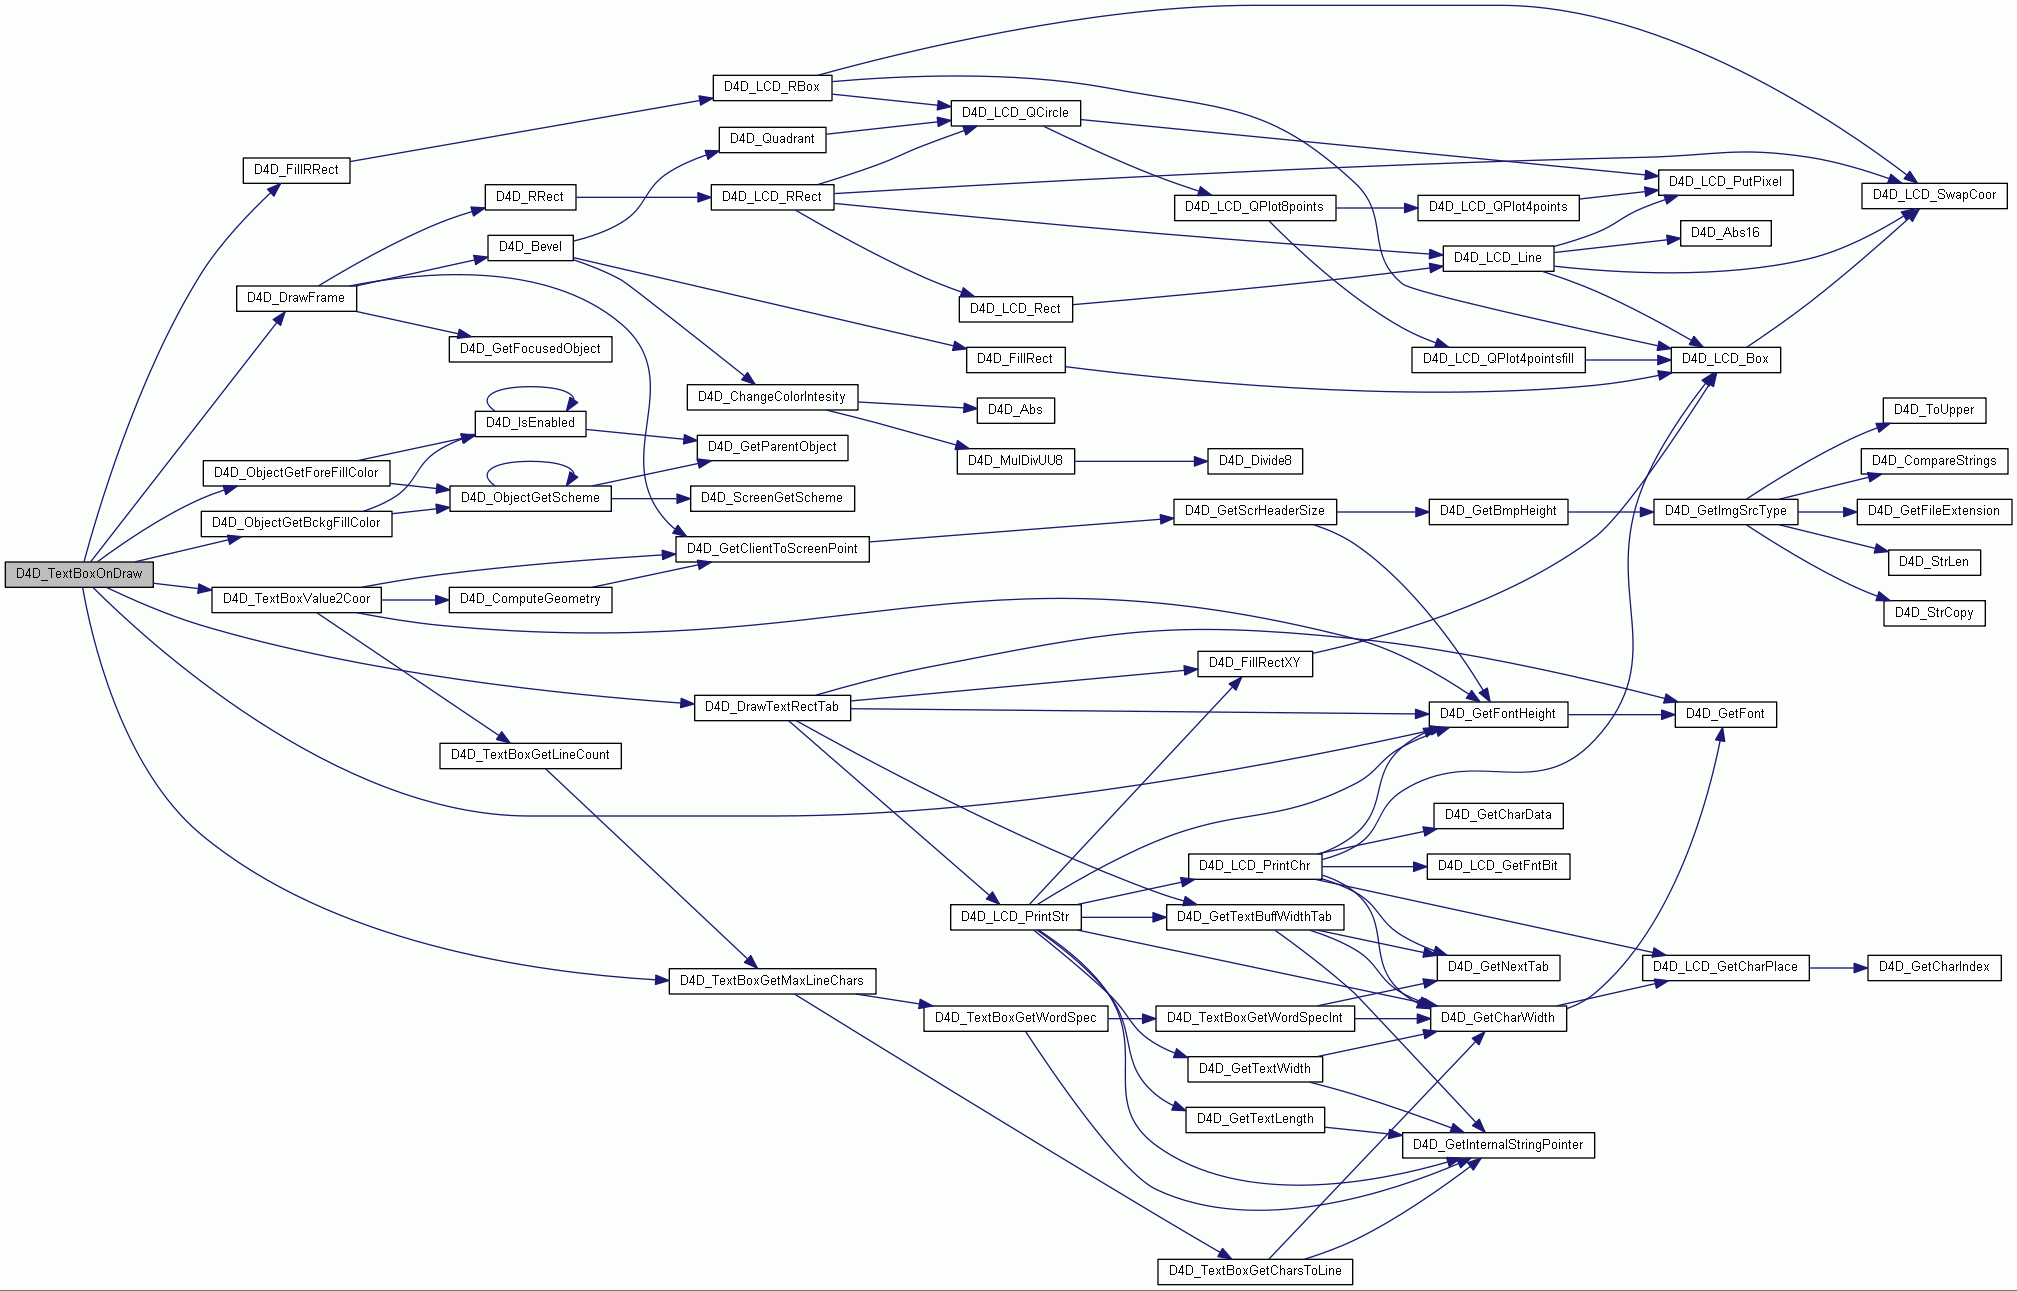 D4D_LCD_RBox
D4D_LCD_QCircle
D4D_Quadrant
D4D_FillRRect
D4D_LCD_PutPixel
D4D_RRect
D4D_LCD_RRect
D4D_LCD_SwapCoor
D4D_LCD_QPlot8points
D4D_LCD_QPlot4points
D4D_Abs16
D4D_Bevel
D4D_LCD_Line
D4D_DrawFrame
D4D_LCD_Rect
D4D_GetFocusedObject
D4D_FillRect
D4D_LCD_QPlot4pointsfill
D4D_LCD_Box
D4D_ChangeColorIntesity
D4D_Abs
D4D_ToUpper
D4D_IsEnabled
D4D_GetParentObject
D4D_MulDivUU8
D4D_Divide8
D4D_CompareStrings
D4D_ObjectGetForeFillColor
D4D_ObjectGetScheme
D4D_ScreenGetScheme
D4D_GetScrHeaderSize
D4D_GetBmpHeight
D4D_GetImgSrcType
D4D_GetFileExtension
D4D_ObjectGetBckgFillColor
D4D_GetClientToScreenPoint
D4D_StrLen
D4D_TextBoxOnDraw
D4D_TextBoxValue2Coor
D4D_ComputeGeometry
D4D_StrCopy
D4D_FillRectXY
D4D_DrawTextRectTab
D4D_GetFontHeight
D4D_GetFont
D4D_TextBoxGetLineCount
D4D_GetCharData
D4D_LCD_PrintChr
D4D_LCD_GetFntBit
D4D_LCD_PrintStr
D4D_GetTextBuffWidthTab
D4D_GetNextTab
D4D_LCD_GetCharPlace
D4D_GetCharIndex
D4D_TextBoxGetMaxLineChars
D4D_TextBoxGetWordSpec
D4D_TextBoxGetWordSpecInt
D4D_GetCharWidth
D4D_GetTextWidth
D4D_GetTextLength
D4D_GetInternalStringPointer
D4D_TextBoxGetCharsToLine